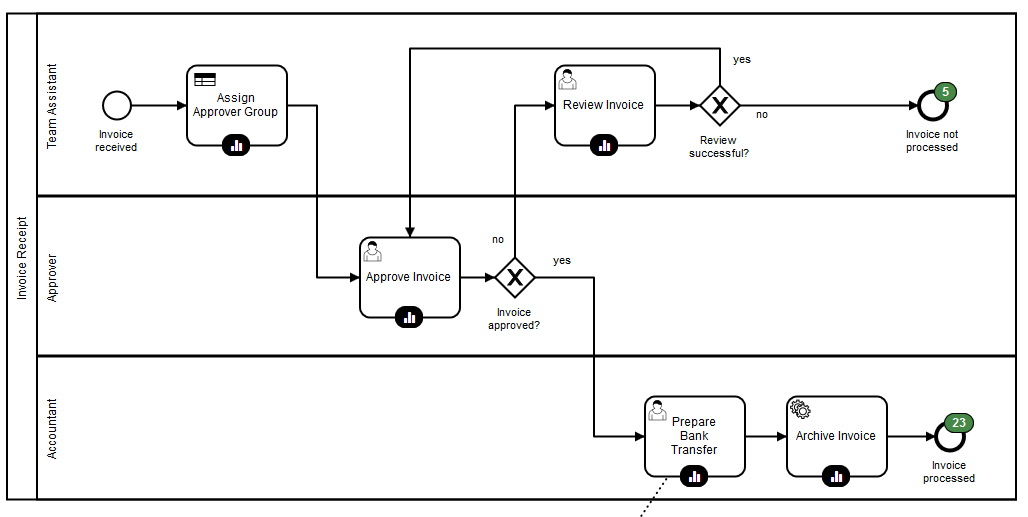 Invoice Receipt
Team Assistant
Invoice
received
Assign
Approver Group
Review Invoice
yes
no
Review
successful?
5
Invoice not
processed
Approver
Approve Invoice
no
yes
Invoice
approved?
Accountant
Prepare
Bank
Transfer
Archive Invoice
23
Invoice
processed